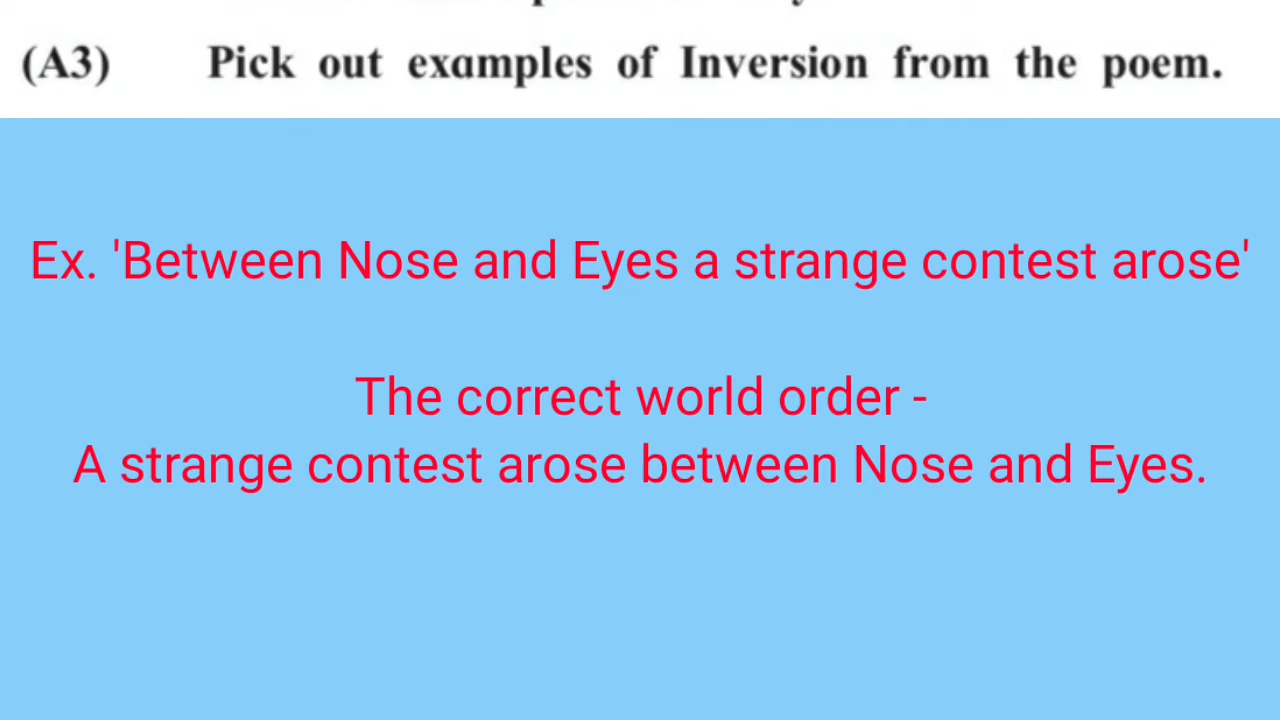 (A3) Pick out examples of Inversion from the poem.
Ex. 'Between Nose and Eyes a strange contest arose'
The correct world order -
A strange contest arose between Nose and Eyes.